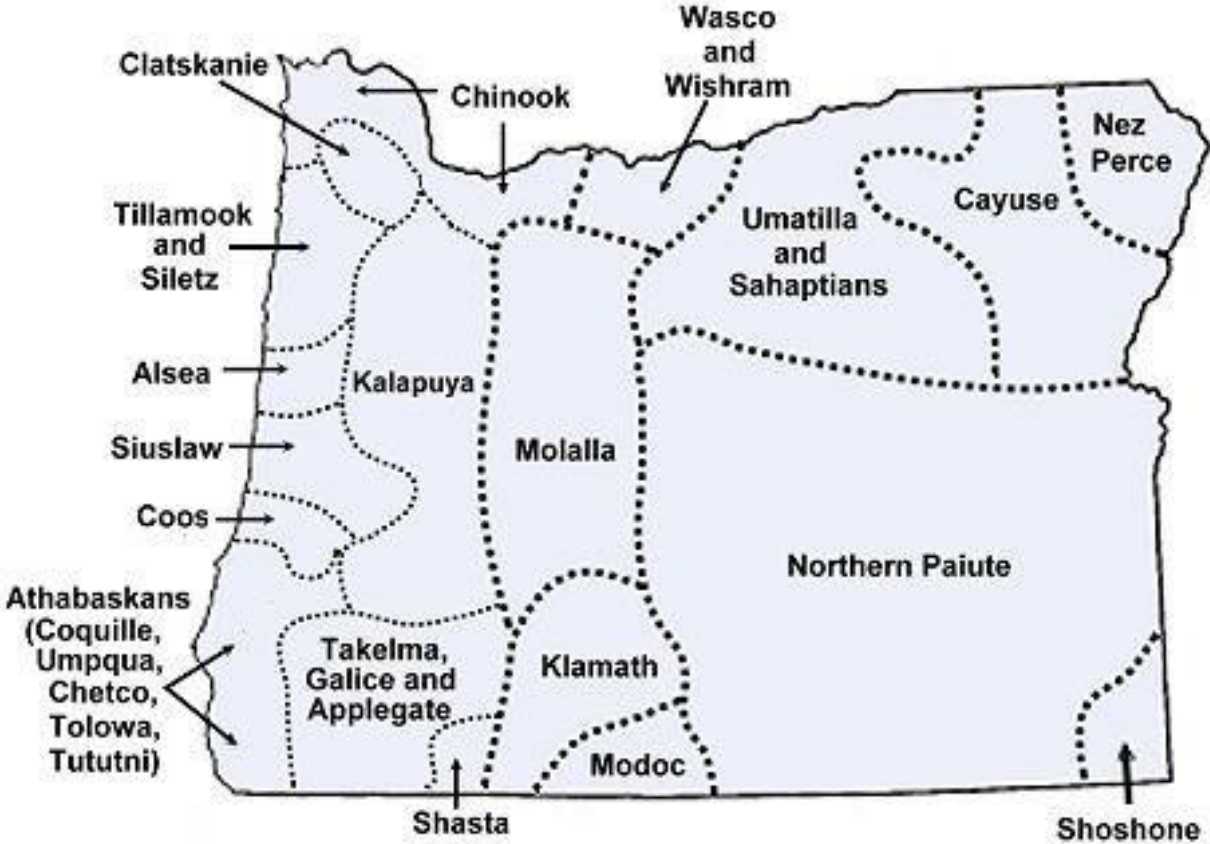 Wasco
and
Wishram
Clatskanie
Chinook
Nez
Perce
Cayuse
Tillamook
and
Siletz
Umatilla
and
Sahaptians
Alsea
Kalapuya
Siuslaw
Molalla
Coos
Northern Paiute
Athabaskans
(Coquille,
Umpqua,
Chetco,
Tolowa,
Tututni)
Takelma,
Galice and
Applegate
Klamath
Modoc
Shasta
Shoshone